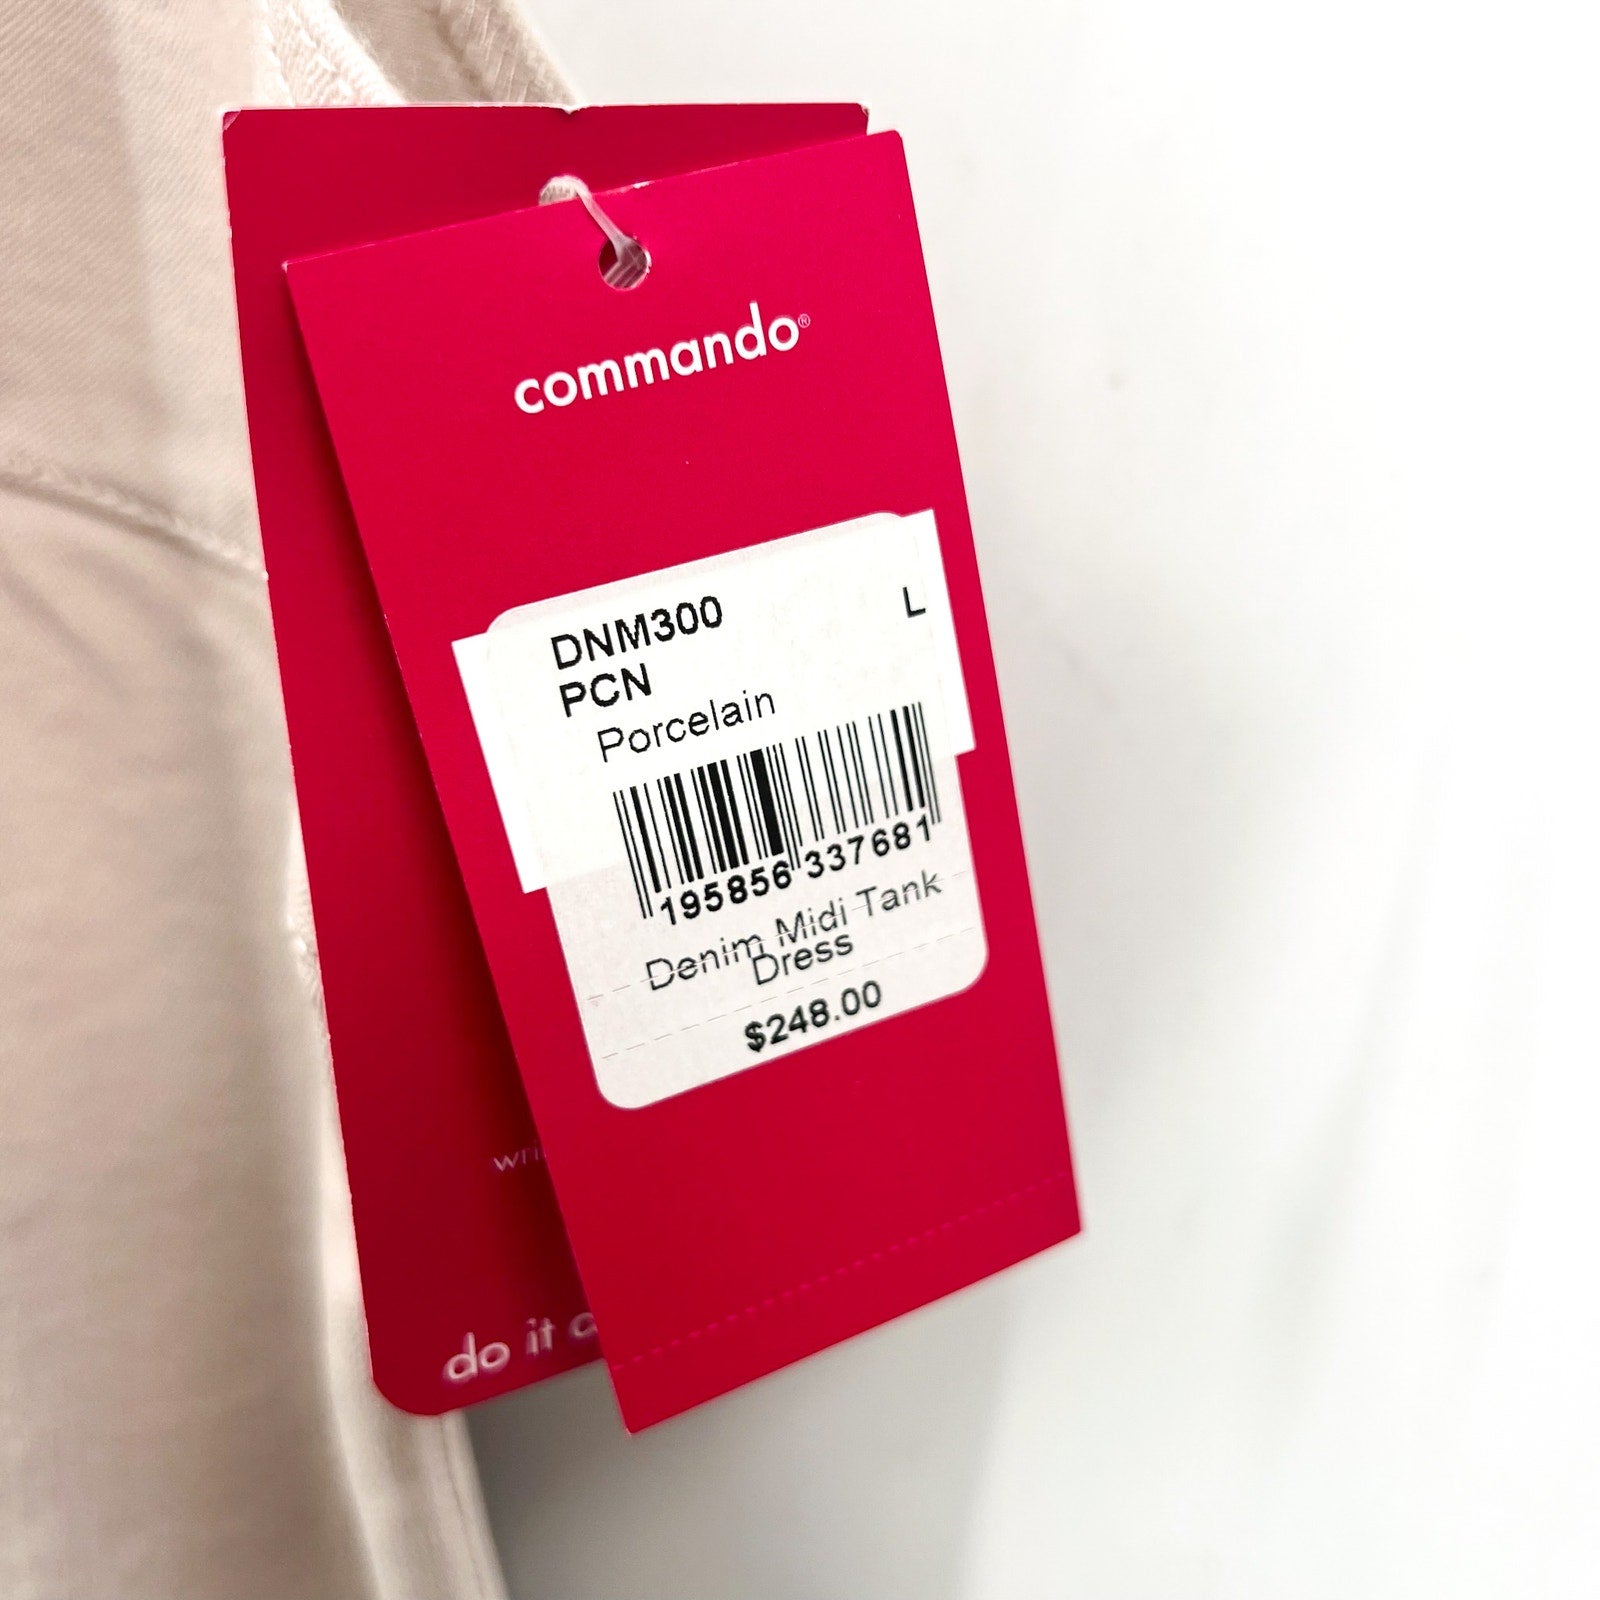 commando®
DNM300 L
PCN
Porcelain
195856 337681
Denim Midi Tank
Dress
$248.00
do it